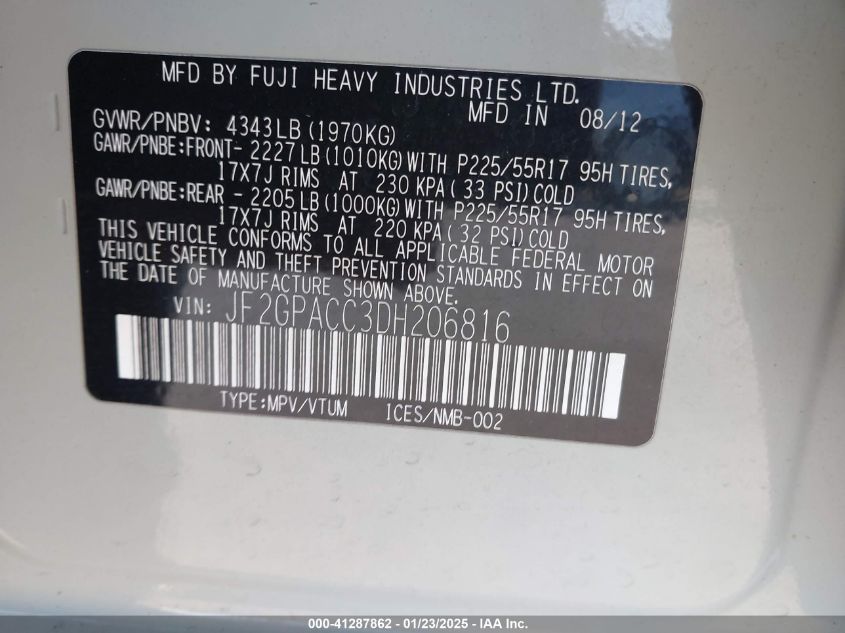 MFD BY FUJI HEAVY INDUSTRIES LTD.
MFD IN 08/12
GVWR/PNBV: 4343LB(1970KG)
GAWR/PNBE:FRONT- 2227LB(1010KG)WITH P225/55R17 95H TIRES,
17X7J RIMS AT 230 KPA( 33 PSI)COLD
GAWR/PNBE:REAR - 2205LB(1000KG)WITH P225/55R17 95H TIRES,
17X7J RIMS AT 220 KPA( 32 PSI)COLD
THIS VEHICLE CONFORMS TO ALL APPLICABLE FEDERAL MOTOR
VEHICLE SAFETY AND THEFT PREVENTION STANDARDS IN EFFECT ON
THE DATE OF MANUFACTURE SHOWN ABOVE.
VIN: JF2GPACC3DH206816
TYPE:MPV/VTUM ICES/NMB-002
000-41287862 - 01/23/2025 - IAA Inc.